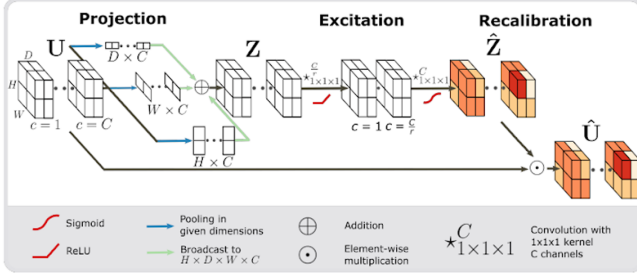 Projection Excitation Recalibration
U D × C Z Ẑ
D
H
W
W × C
⋆^{C/r}_{1×1×1} ⋆^{C}_{1×1×1}
c = 1 c = C c = 1 c = C/r
H × C
Û
Sigmoid Pooling in given dimensions Addition ⋆^{C}_{1×1×1} Convolution with 1x1x1 kernel C channels
ReLU Broadcast to H × D × W × C Element-wise multiplication